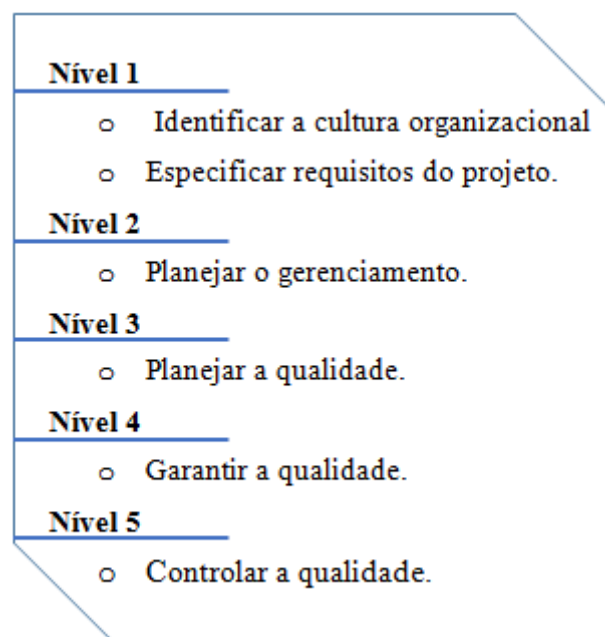 Nível 1
o Identificar a cultura organizacional
o Especificar requisitos do projeto.
Nível 2
o Planejar o gerenciamento.
Nível 3
o Planejar a qualidade.
Nível 4
o Garantir a qualidade.
Nível 5
o Controlar a qualidade.